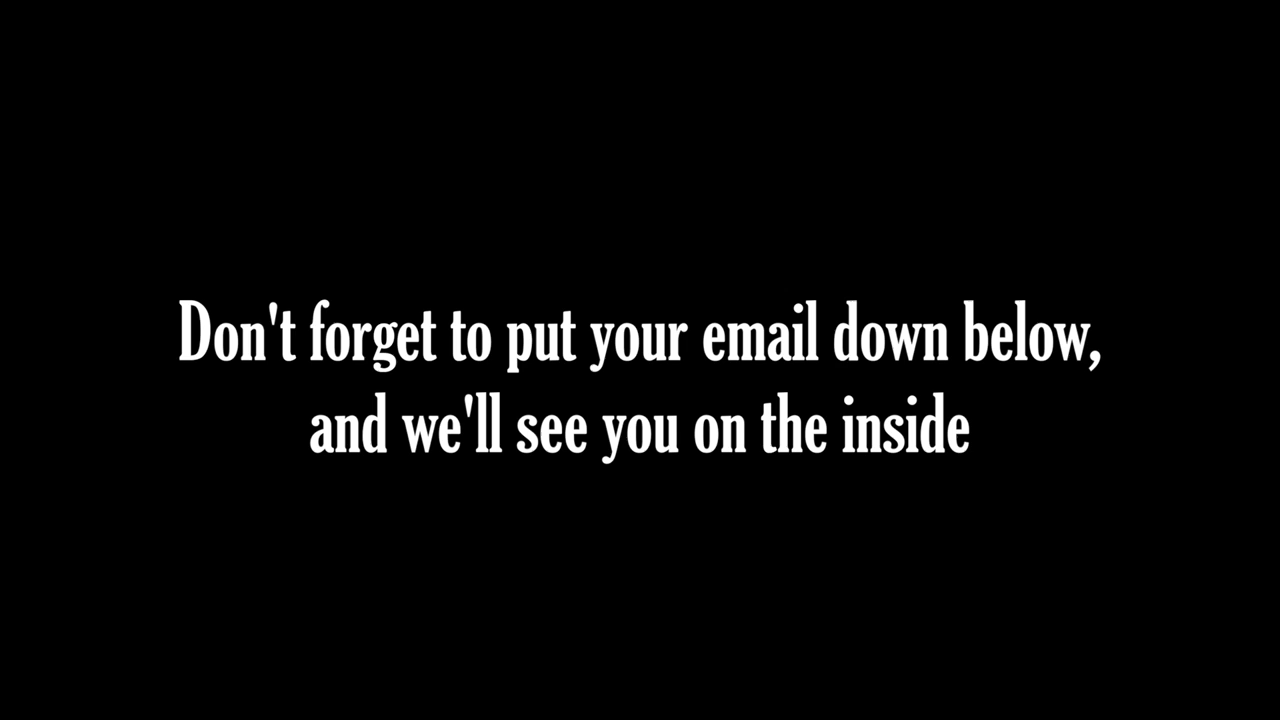 Don't forget to put your email down below,
and we'll see you on the inside